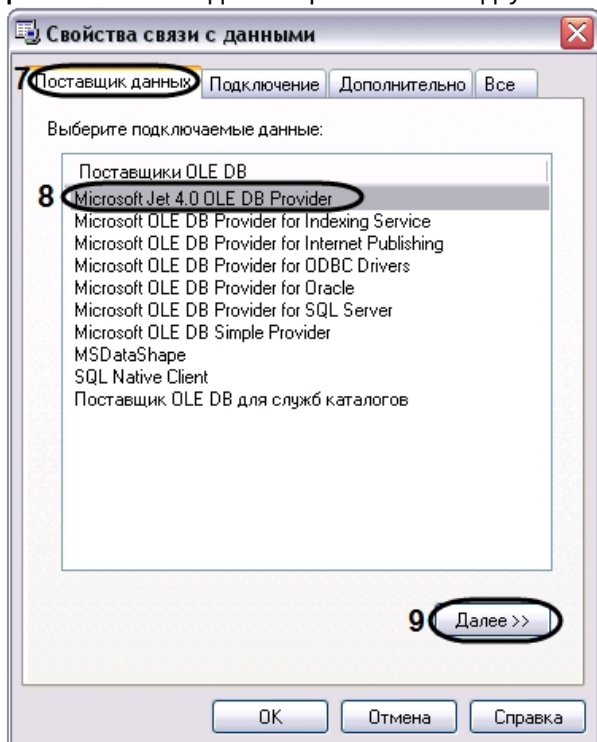 Свойства связи с данными
7 Поставщик данных Подключение Дополнительно Все
Выберите подключаемые данные:
Поставщики OLE DB
8 Microsoft Jet 4.0 OLE DB Provider
Microsoft OLE DB Provider for Indexing Service
Microsoft OLE DB Provider for Internet Publishing
Microsoft OLE DB Provider for ODBC Drivers
Microsoft OLE DB Provider for Oracle
Microsoft OLE DB Provider for SQL Server
Microsoft OLE DB Simple Provider
MSDataShape
SQL Native Client
Поставщик OLE DB для служб каталогов
9 Далее >>
ОК Отмена Справка